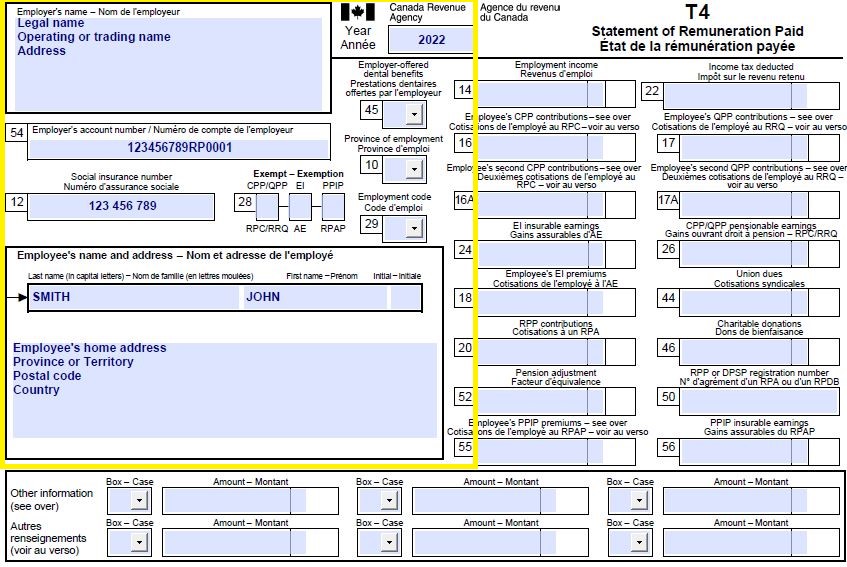 Employer's name – Nom de l'employeur
Legal name
Operating or trading name
Address
Canada Revenue Agency
Agence du revenu du Canada
Year
Année
2022
T4
Statement of Remuneration Paid
État de la rémunération payée
Employer-offered dental benefits
Prestations dentaires offertes par l'employeur
45
Employment income
Revenus d'emploi
14
Income tax deducted
Impôt sur le revenu retenu
22
54
Employer's account number / Numéro de compte de l'employeur
123456789RP0001
Province of employment
Province d'emploi
10
Employee's CPP contributions – see over
Cotisations de l'employé au RPC – voir au verso
16
Employee's QPP contributions – see over
Cotisations de l'employé au RRQ – voir au verso
17
Social insurance number
Numéro d'assurance sociale
12
123 456 789
Exempt – Exemption
CPP/QPP EI PPIP
28
RPC/RRQ AE RPAP
Employment code
Code d'emploi
29
Employee's second CPP contributions – see over
Deuxièmes cotisations de l'employé au RPC – voir au verso
16A
Employee's second QPP contributions – see over
Deuxièmes cotisations de l'employé au RRQ – voir au verso
17A
EI insurable earnings
Gains assurables d'AE
24
CPP/QPP pensionable earnings
Gains ouvrant droit à pension – RPC/RRQ
26
Employee's name and address – Nom et adresse de l'employé
Last name (in capital letters) – Nom de famille (en lettres moulées) First name – Prénom Initial – Initiale
SMITH JOHN
Employee's home address
Province or Territory
Postal code
Country
Employee's EI premiums
Cotisations de l'employé à l'AE
18
Union dues
Cotisations syndicales
44
RPP contributions
Cotisations à un RPA
20
Charitable donations
Dons de bienfaisance
46
Pension adjustment
Facteur d'équivalence
52
RPP or DPSP registration number
N° d'agrément d'un RPA ou d'un RPDB
50
Employee's PPIP premiums – see over
Cotisations de l'employé au RPAP – voir au verso
55
PPIP insurable earnings
Gains assurables du RPAP
56
Other information
(see over)
Box – Case Amount – Montant Box – Case Amount – Montant Box – Case Amount – Montant
Autres renseignements
(voir au verso)
Box – Case Amount – Montant Box – Case Amount – Montant Box – Case Amount – Montant